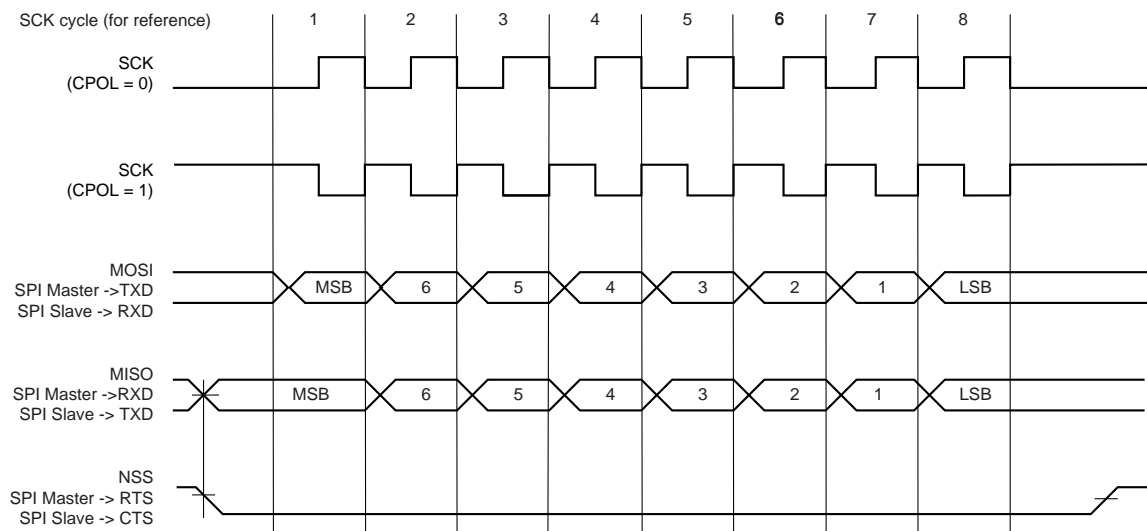 SCK cycle (for reference) 1 2 3 4 5 6 7 8
SCK
(CPOL = 0)
SCK
(CPOL = 1)
MOSI
SPI Master ->TXD
SPI Slave -> RXD
MSB 6 5 4 3 2 1 LSB
MISO
SPI Master ->RXD
SPI Slave -> TXD
MSB 6 5 4 3 2 1 LSB
NSS
SPI Master -> RTS
SPI Slave -> CTS